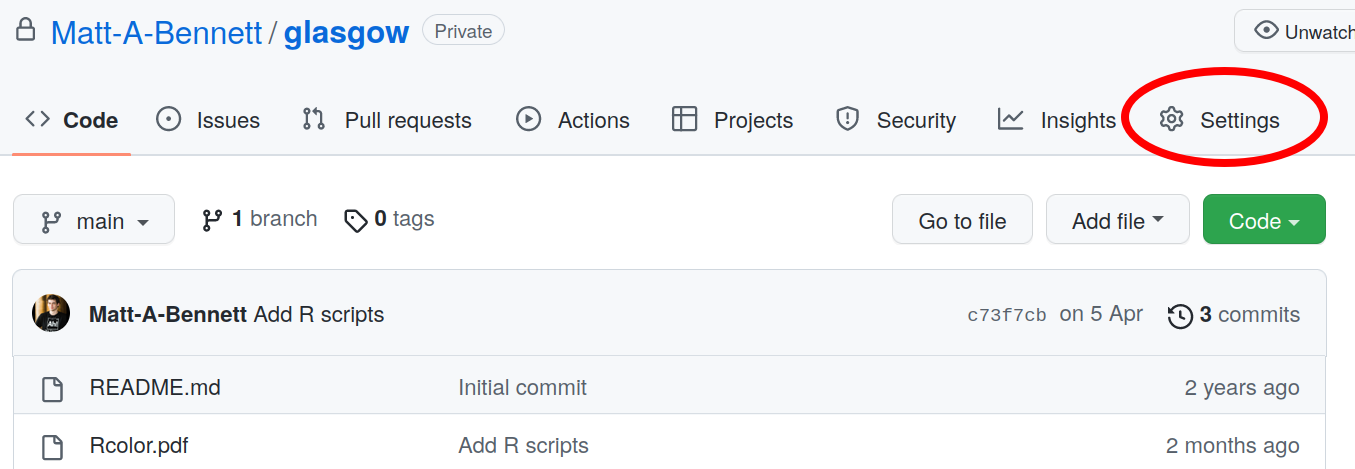 Matt-A-Bennett / glasgow Private Unwatch
Code Issues Pull requests Actions Projects Security Insights Settings
main 1 branch 0 tags Go to file Add file Code
Matt-A-Bennett Add R scripts c73f7cb on 5 Apr 3 commits
README.md Initial commit 2 years ago
Rcolor.pdf Add R scripts 2 months ago